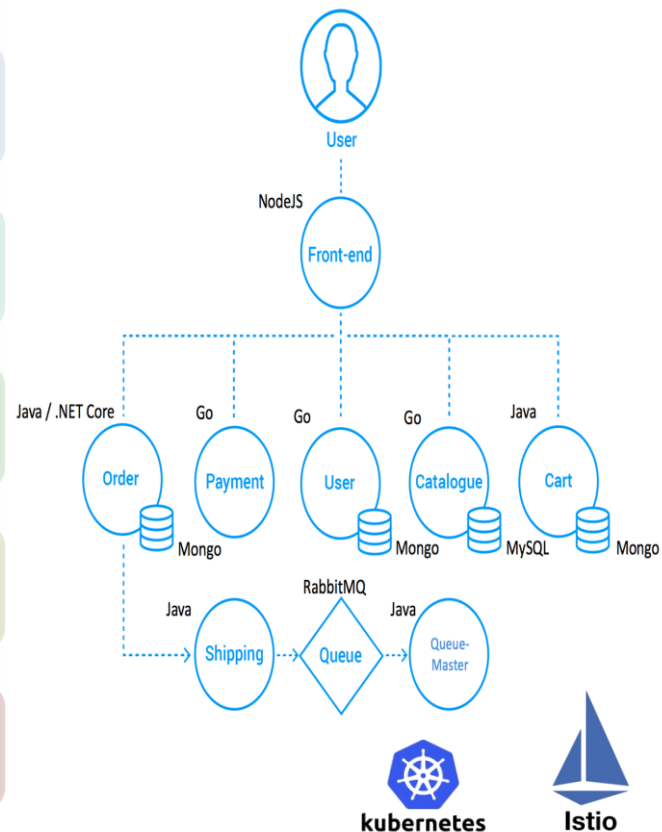 User
NodeJS
Front-end
Java / .NET Core
Go
Go
Go
Java
Order
Payment
User
Catalogue
Cart
Mongo
Mongo
MySQL
Mongo
RabbitMQ
Java
Java
Shipping
Queue
Queue-
Master
kubernetes
Istio